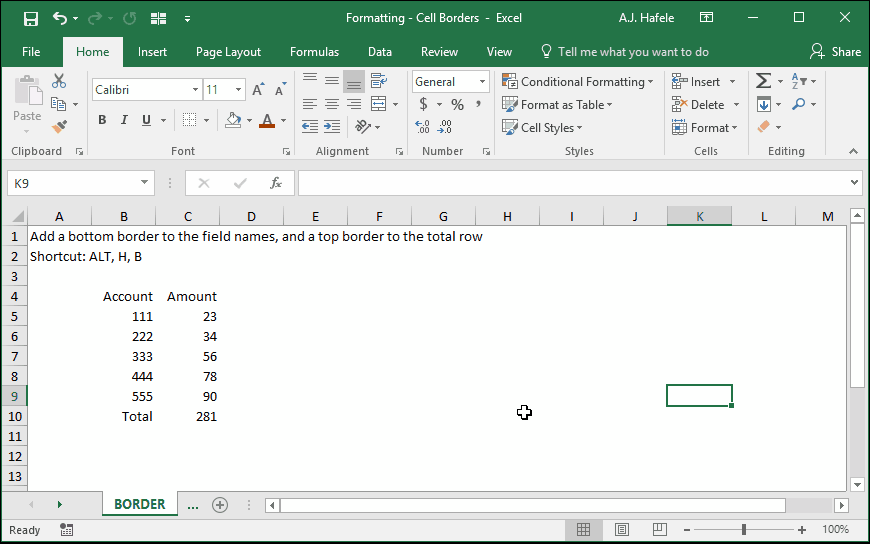 Formatting - Cell Borders - Excel A.J. Hafele
File Home Insert Page Layout Formulas Data Review View Tell me what you want to do Share
Paste Calibri 11 General Conditional Formatting Insert
B I U A $ % , Format as Table Delete
Cell Styles Format
Clipboard Font Alignment Number Styles Cells Editing
K9 fx
A B C D E F G H I J K L M
1 Add a bottom border to the field names, and a top border to the total row
2 Shortcut: ALT, H, B
3
4 Account Amount
5 111 23
6 222 34
7 333 56
8 444 78
9 555 90
10 Total 281
11
12
13
BORDER ...
Ready 100%